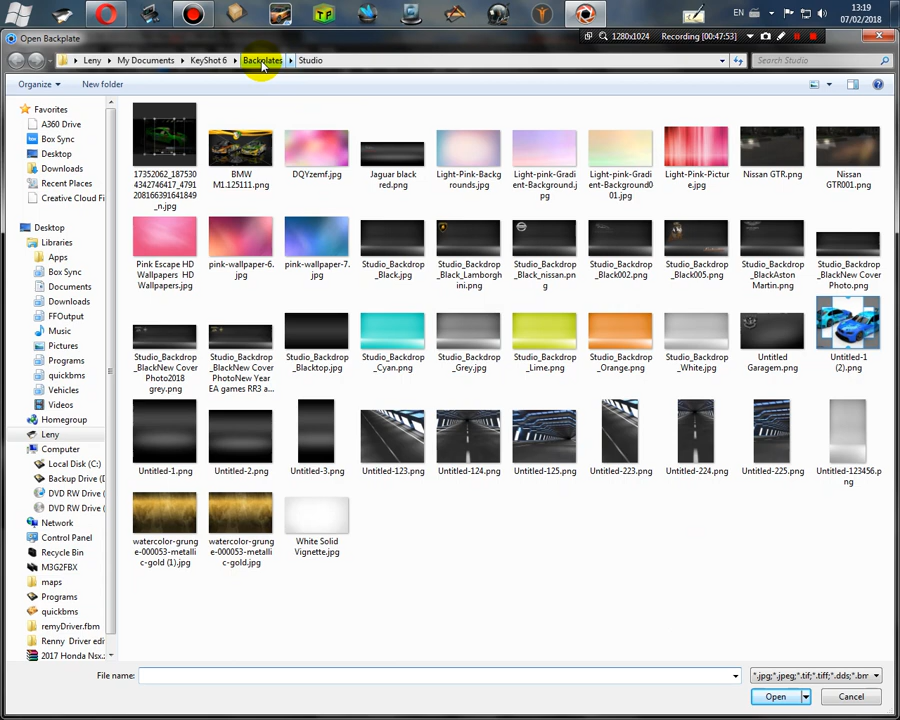 EN
13:19
07/02/2018
1280x1024
Recording [00:47:53]
Open Backplate
Leny
My Documents
KeyShot 6
Backplates
Studio
Search Studio
Organize
New folder
Favorites
A360 Drive
Box Sync
Desktop
Downloads
Recent Places
Creative Cloud Fi
Desktop
Libraries
Apps
Box Sync
Documents
Downloads
FFOutput
Music
Pictures
Programs
quickbms
Vehicles
Videos
Homegroup
Leny
Computer
Local Disk (C:)
Backup Drive (D
DVD RW Drive (
DVD RW Drive (
Network
Control Panel
Recycle Bin
M3G2FBX
maps
Programs
quickbms
remyDriver.fbm
Renny Driver edi
2017 Honda Nsx.
17352062_187530
4342746417_4791
208166391641849
_n.jpg
BMW
M1.125111.png
DQYzemf.jpg
Jaguar black
red.png
Light-Pink-Backg
rounds.jpg
Light-pink-Gradi
ent-Background.j
pg
Light-pink-Gradi
ent-Background0
01.jpg
Light-Pink-Pictur
e.jpg
Nissan GTR.png
Nissan
GTR001.png
Pink Escape HD
Wallpapers HD
Wallpapers.jpg
pink-wallpaper-6.
jpg
pink-wallpaper-7.
jpg
Studio_Backdrop
_Black.jpg
Studio_Backdrop
_Black_Lamborgh
ini.png
Studio_Backdrop
_Black_nissan.pn
g
Studio_Backdrop
_Black002.png
Studio_Backdrop
_Black005.png
Studio_Backdrop
_BlackAston
Martin.png
Studio_Backdrop
_BlackNew Cover
Photo.png
Studio_Backdrop
_BlackNew Cover
Photo2018
grey.png
Studio_Backdrop
_BlackNew Cover
PhotoNew Year
EA games RR3 a...
Studio_Backdrop
_Blacktop.jpg
Studio_Backdrop
_Cyan.png
Studio_Backdrop
_Grey.jpg
Studio_Backdrop
_Lime.png
Studio_Backdrop
_Orange.png
Studio_Backdrop
_White.jpg
Untitled
Garagem.png
Untitled-1
(2).png
Untitled-1.png
Untitled-2.png
Untitled-3.png
Untitled-123.png
Untitled-124.png
Untitled-125.png
Untitled-223.png
Untitled-224.png
Untitled-225.png
Untitled-123456.p
ng
watercolor-grung
e-000053-metalli
c-gold (1).jpg
watercolor-grung
e-000053-metalli
c-gold.jpg
White Solid
Vignette.jpg
File name:
*.jpg;*.jpeg;*.tif;*.tiff;*.dds;*.bm
Open
Cancel